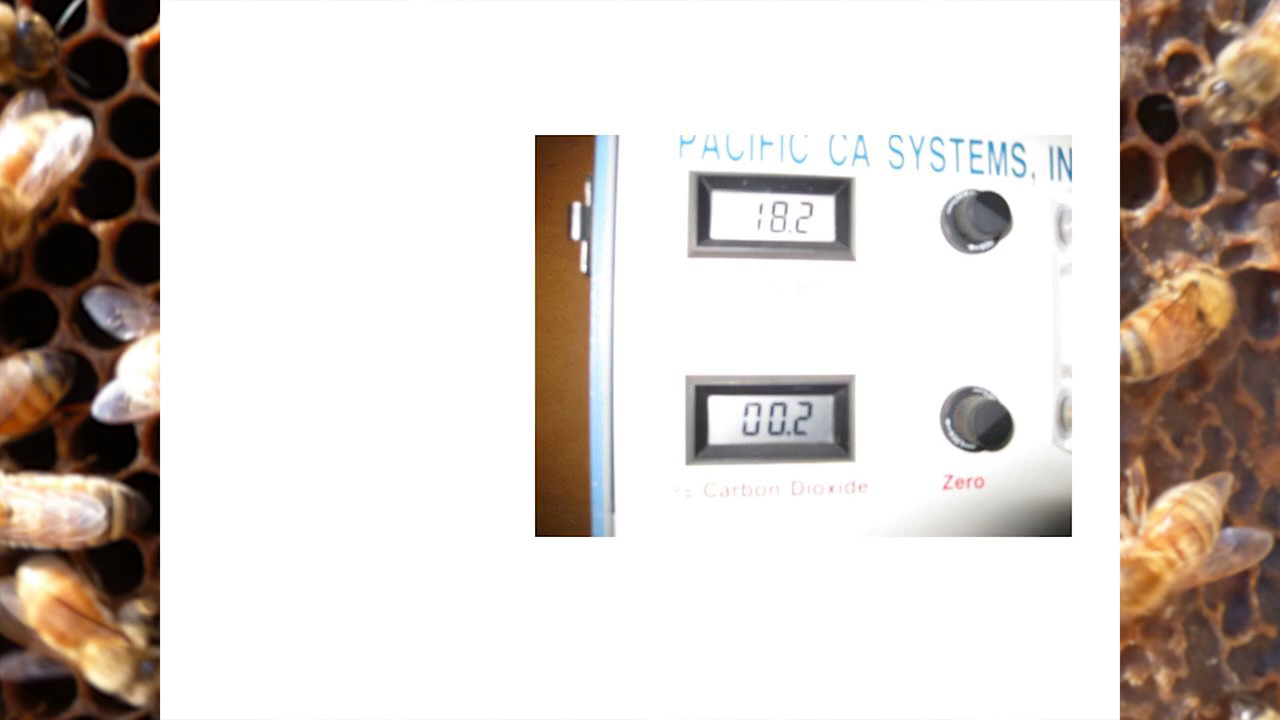 PACIFIC CA SYSTEMS, IN
18.2
00.2
% Carbon Dioxide
Zero